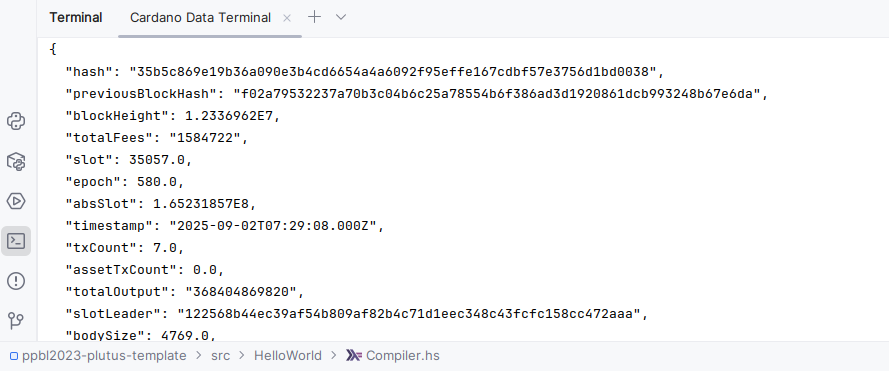 Terminal Cardano Data Terminal
{
"hash": "35b5c869e19b36a090e3b4cd6654a4a6092f95effe167cdbf57e3756d1bd0038",
"previousBlockHash": "f02a79532237a70b3c04b6c25a78554b6f386ad3d1920861dcb993248b67e6da",
"blockHeight": 1.2336962E7,
"totalFees": "1584722",
"slot": 35057.0,
"epoch": 580.0,
"absSlot": 1.65231857E8,
"timestamp": "2025-09-02T07:29:08.000Z",
"txCount": 7.0,
"assetTxCount": 0.0,
"totalOutput": "368404869820",
"slotLeader": "122568b44ec39af54b809af82b4c71d1eec348c43fcfc158cc472aaa",
"bodySize": 4769.0,
ppbl2023-plutus-template > src > HelloWorld > Compiler.hs